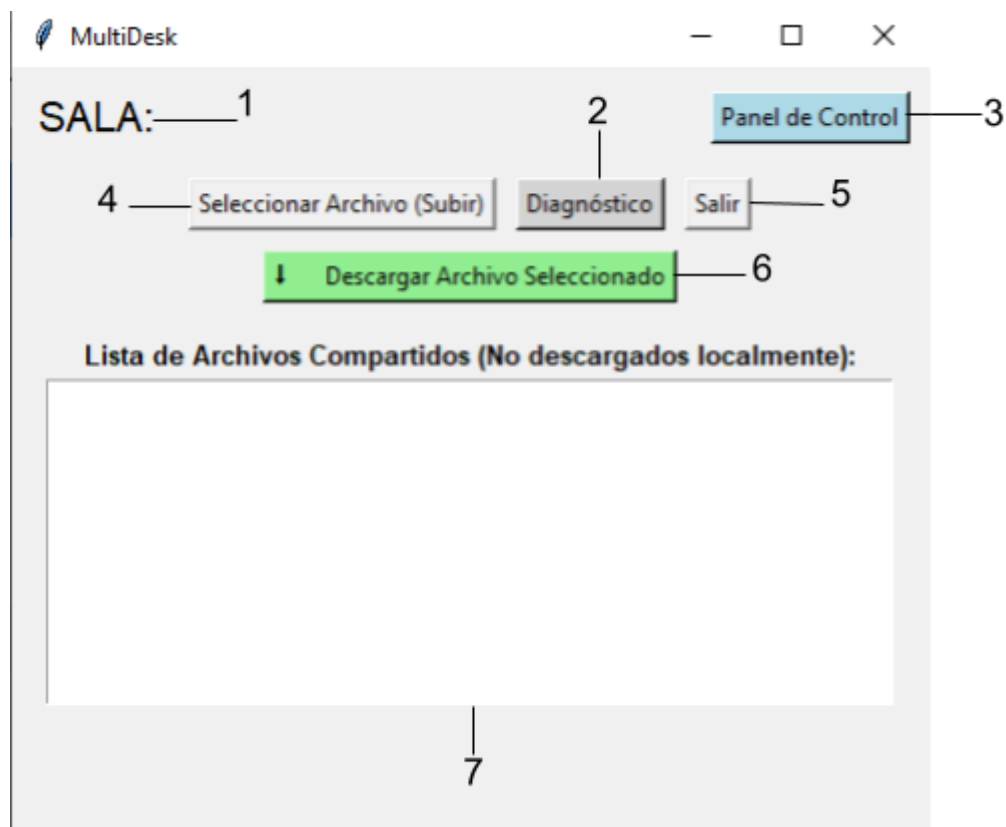 MultiDesk
SALA: 1
2
Panel de Control 3
4 Seleccionar Archivo (Subir) Diagnóstico Salir 5
⬇ Descargar Archivo Seleccionado 6
Lista de Archivos Compartidos (No descargados localmente):
7